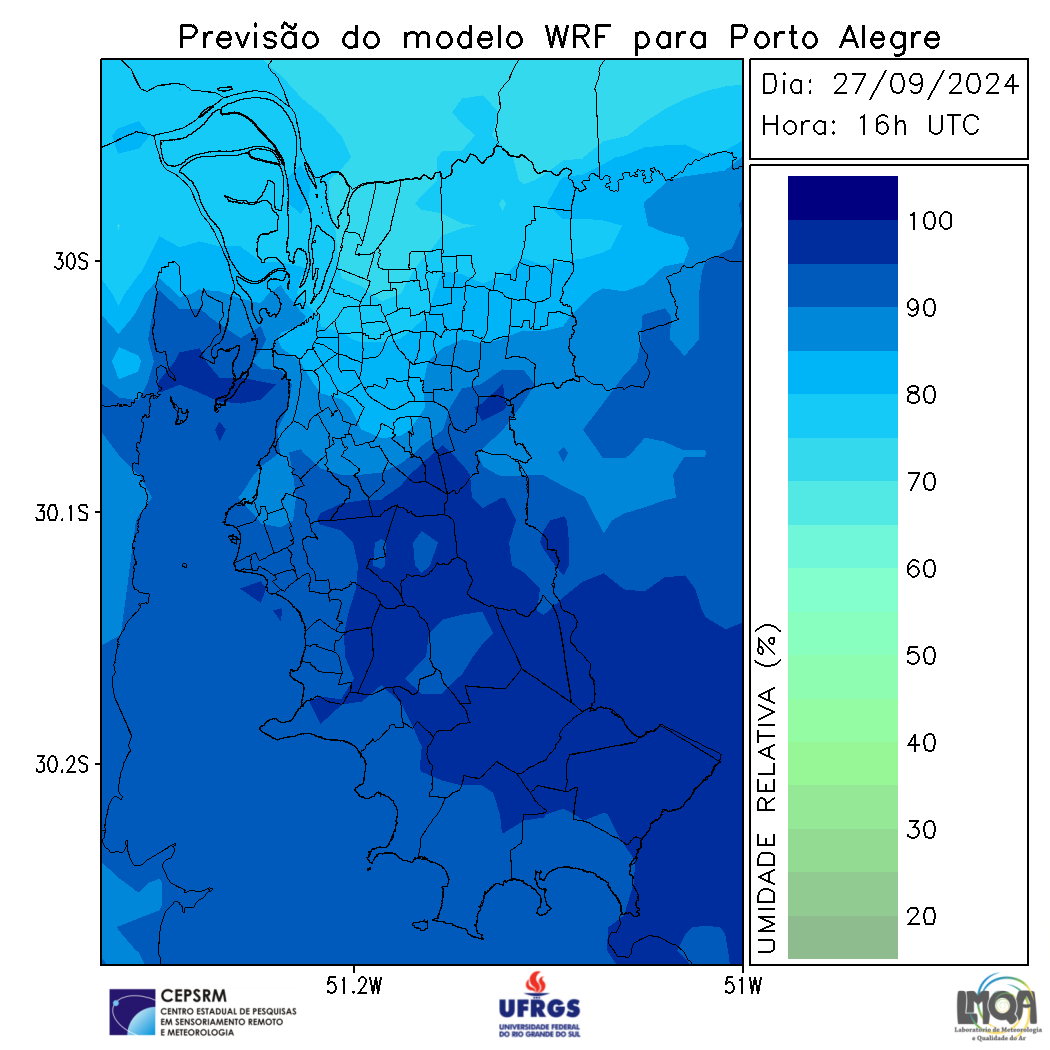 Previsão do modelo WRF para Porto Alegre
Dia: 27/09/2024
Hora: 16h UTC
30S
30.1S
30.2S
51.2W
51W
100
90
80
70
60
50
40
30
20
UMIDADE RELATIVA (%)
CEPSRM
CENTRO ESTADUAL DE PESQUISAS
EM SENSORIAMENTO REMOTO
E METEOROLOGIA
UFRGS
UNIVERSIDADE FEDERAL
DO RIO GRANDE DO SUL
LMQA
Laboratório de Meteorologia
e Qualidade do Ar